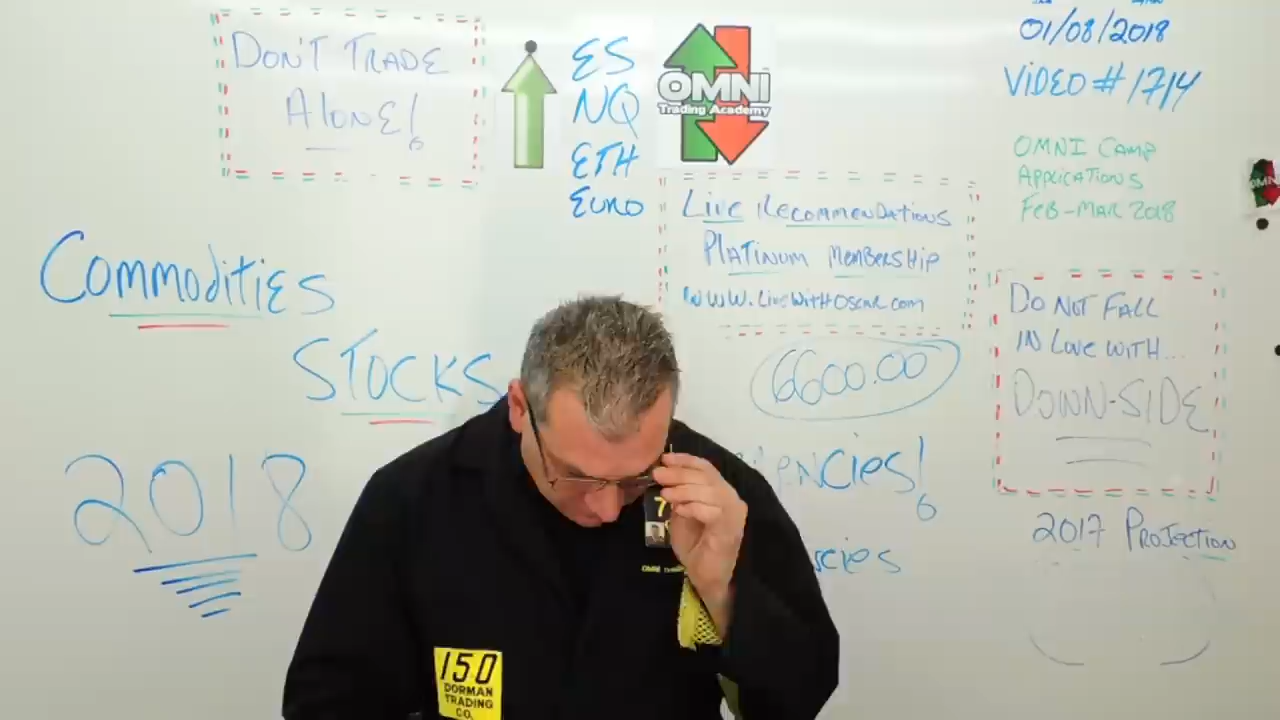 DON'T TRADE
ALONE!
ES
NQ
ETH
EURO
OMNI
Trading Academy
01/08/2018
VIDEO #1714
OMNI CAMP
APPLICATIONS
FEB-MAR 2018
LIVE RECOMMENDATIONS
PLATINUM MEMBERSHIP
WWW.LIVEWITHOSCAR.COM
COMMODITIES
STOCKS
2018
6600.00
DO NOT FALL
IN LOVE WITH...
DOWN-SIDE
2017 PROJECTION
OMNI
150
DORMAN
TRADING
CO.